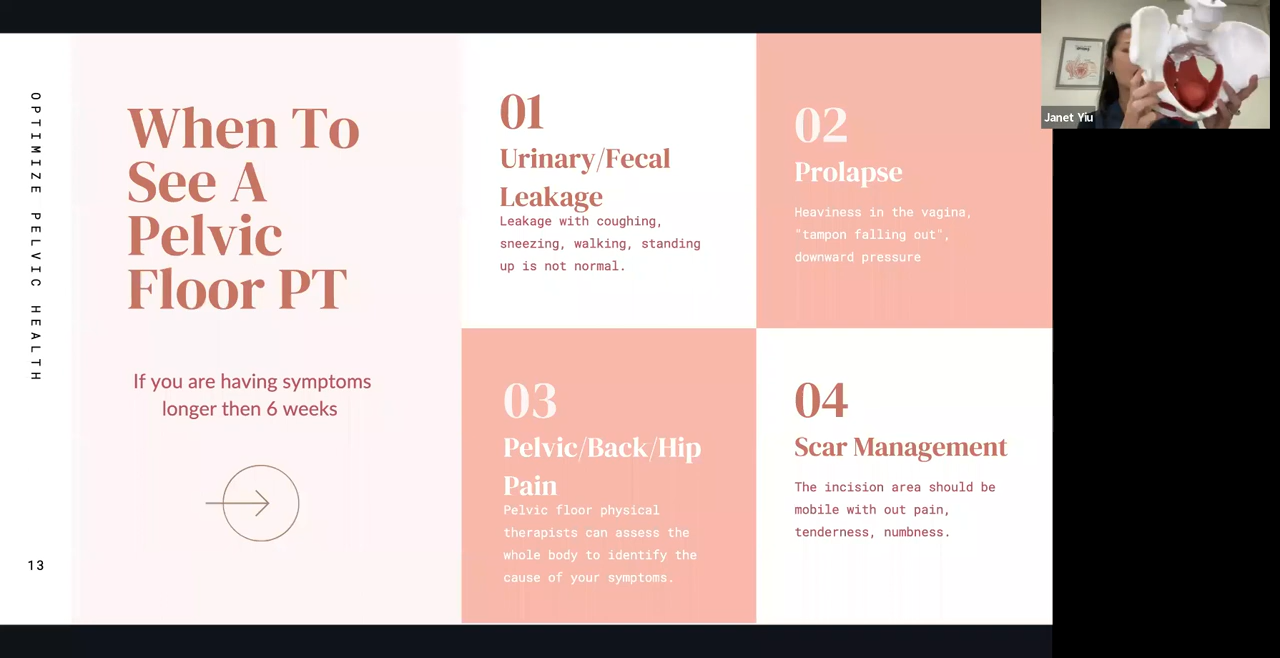 OPTIMIZE PELVIC HEALTH
When To
See A
Pelvic
Floor PT
If you are having symptoms
longer then 6 weeks
13
01
Urinary/Fecal
Leakage
Leakage with coughing,
sneezing, walking, standing
up is not normal.
02
Prolapse
Heaviness in the vagina,
"tampon falling out",
downward pressure
03
Pelvic/Back/Hip
Pain
Pelvic floor physical
therapists can assess the
whole body to identify the
cause of your symptoms.
04
Scar Management
The incision area should be
mobile with out pain,
tenderness, numbness.
Janet Yiu